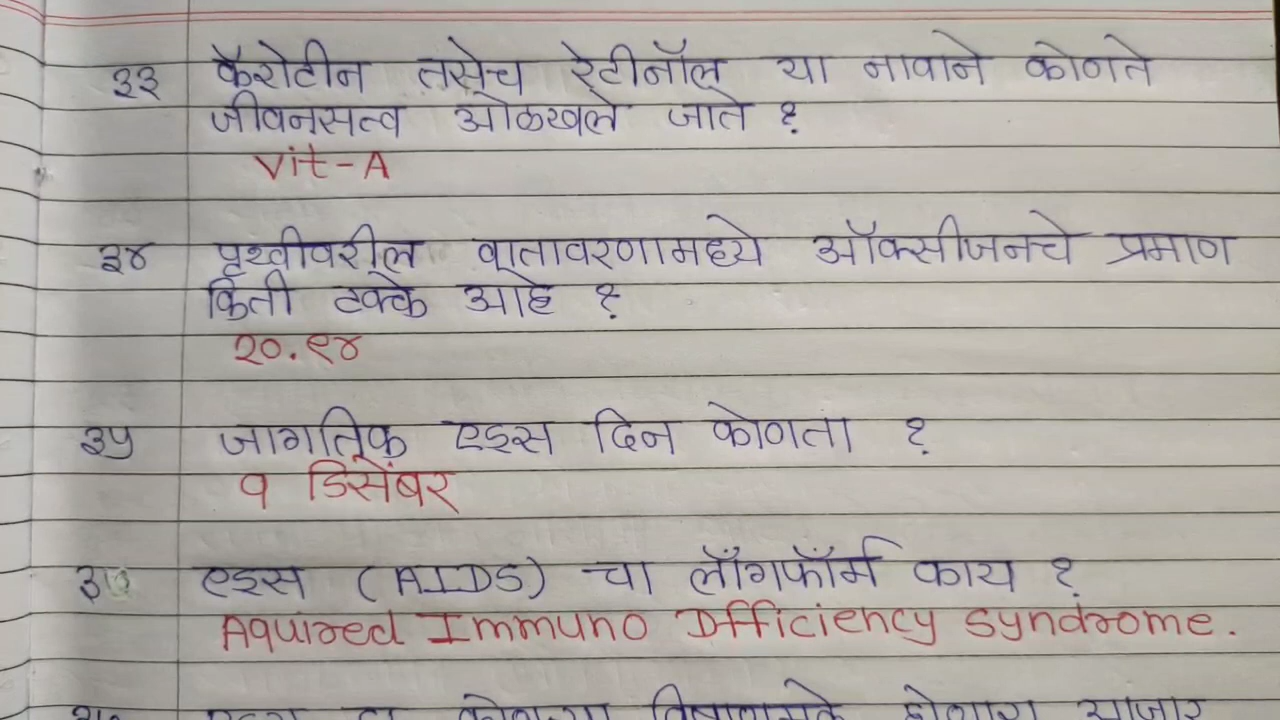 ३३ कॅरोटीन तसेच रेटीनॉल या नावाने कोणते
जीवनसत्व ओळखले जाते ?
Vit-A
३४ पृथ्वीवरील वातावरणामध्ये ऑक्सीजनचे प्रमाण
किती टक्के आहे ?
२०.९४
३५ जागतिक एड्स दिन कोणता ?
१ डिसेंबर
एड्स (AIDS) चा लाँगफॉर्म काय ?
Aquired Immuno Dfficiency Syndrome.